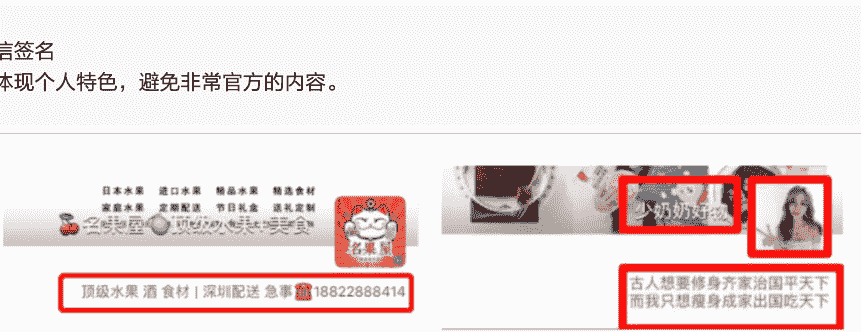 信签名
体现个人特色，避免非常官方的内容。
日本水果 进口水果 精品水果 精选食材
家庭水果 定期配送 节日礼盒 送礼定制
名果屋 顶级水果·美食
名果屋
顶级水果 酒 食材 | 深圳配送 急事☎18822888414
少奶奶好物
古人想要修身齐家治国平天下
而我只想瘦身成家出国吃天下